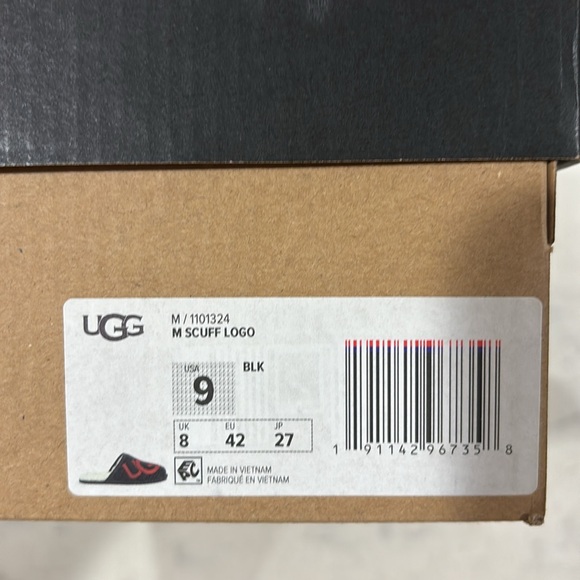 UGG
M / 1101324
M SCUFF LOGO
USA
9
BLK
UK EU JP
8 42 27
MADE IN VIETNAM
FABRIQUÉ EN VIETNAM
1 91142 96735 8